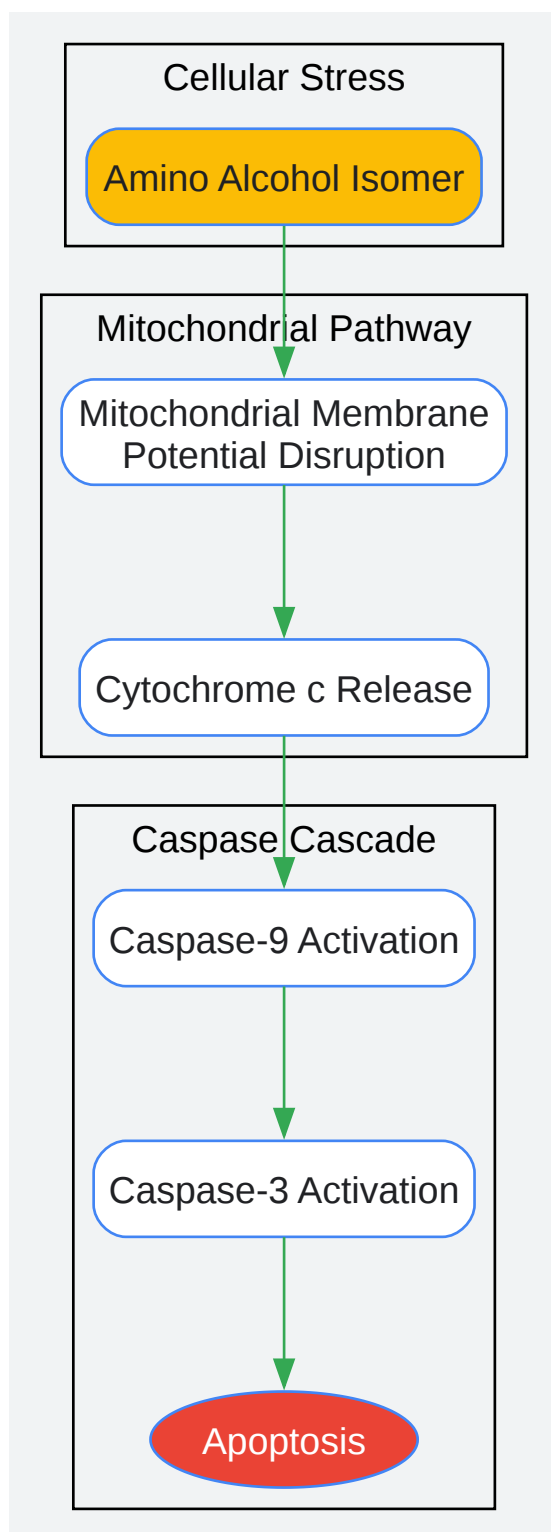 Cellular Stress
Amino Alcohol Isomer
Mitochondrial Pathway
Mitochondrial Membrane
Potential Disruption
Cytochrome c Release
Caspase Cascade
Caspase-9 Activation
Caspase-3 Activation
Apoptosis